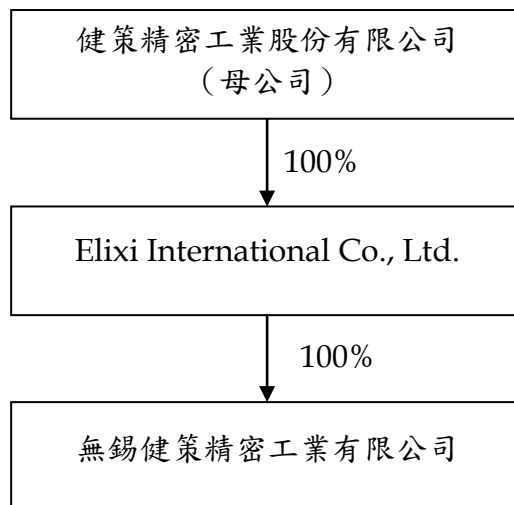 健策精密工業股份有限公司
（母公司）
100%
Elixi International Co., Ltd.
100%
無錫健策精密工業有限公司